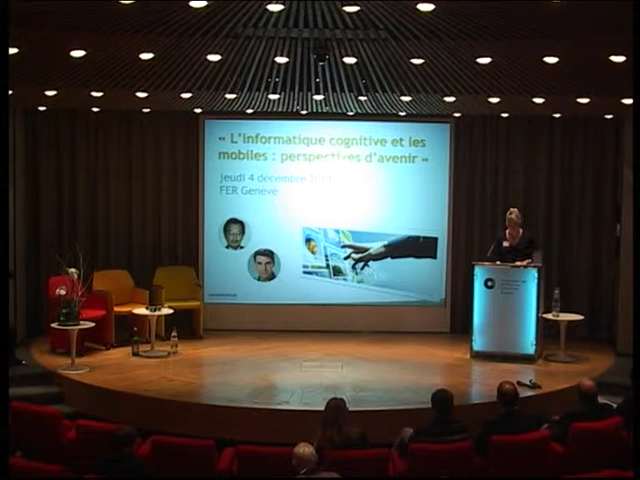 « L'informatique cognitive et les
mobiles : perspectives d'avenir »
jeudi 4 décembre
FER Genève